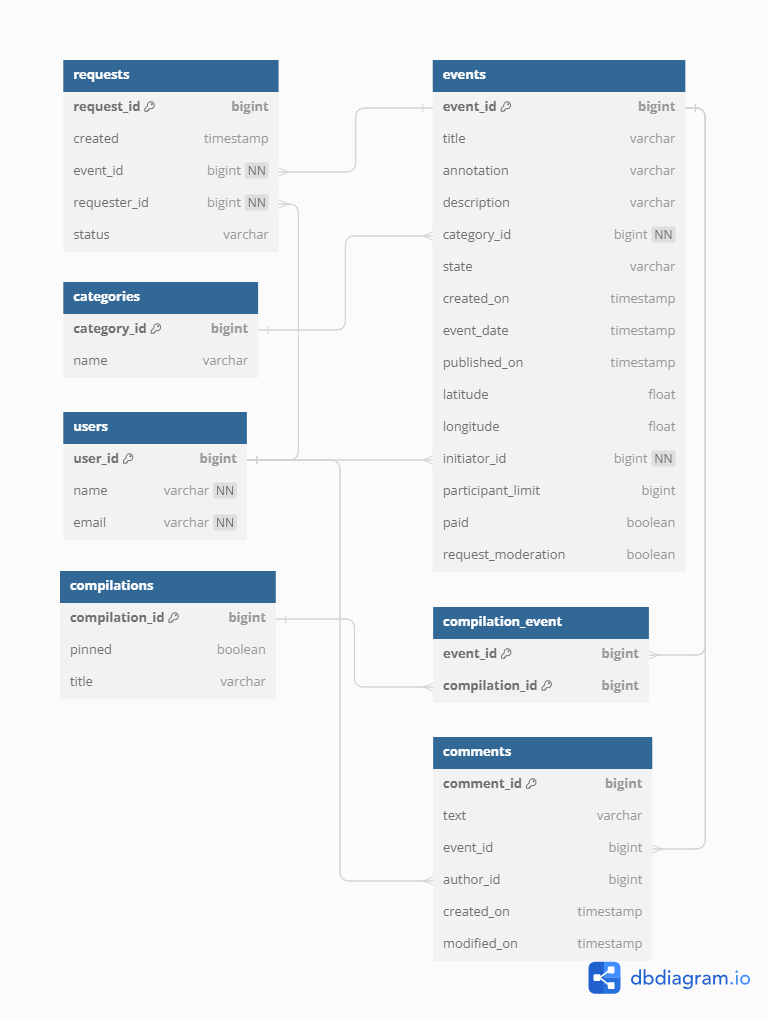 requests
request_id bigint
created timestamp
event_id bigint NN
requester_id bigint NN
status varchar
categories
category_id bigint
name varchar
users
user_id bigint
name varchar NN
email varchar NN
compilations
compilation_id bigint
pinned boolean
title varchar
events
event_id bigint
title varchar
annotation varchar
description varchar
category_id bigint NN
state varchar
created_on timestamp
event_date timestamp
published_on timestamp
latitude float
longitude float
initiator_id bigint NN
participant_limit bigint
paid boolean
request_moderation boolean
compilation_event
event_id bigint
compilation_id bigint
comments
comment_id bigint
text varchar
event_id bigint
author_id bigint
created_on timestamp
modified_on timestamp
dbdiagram.io